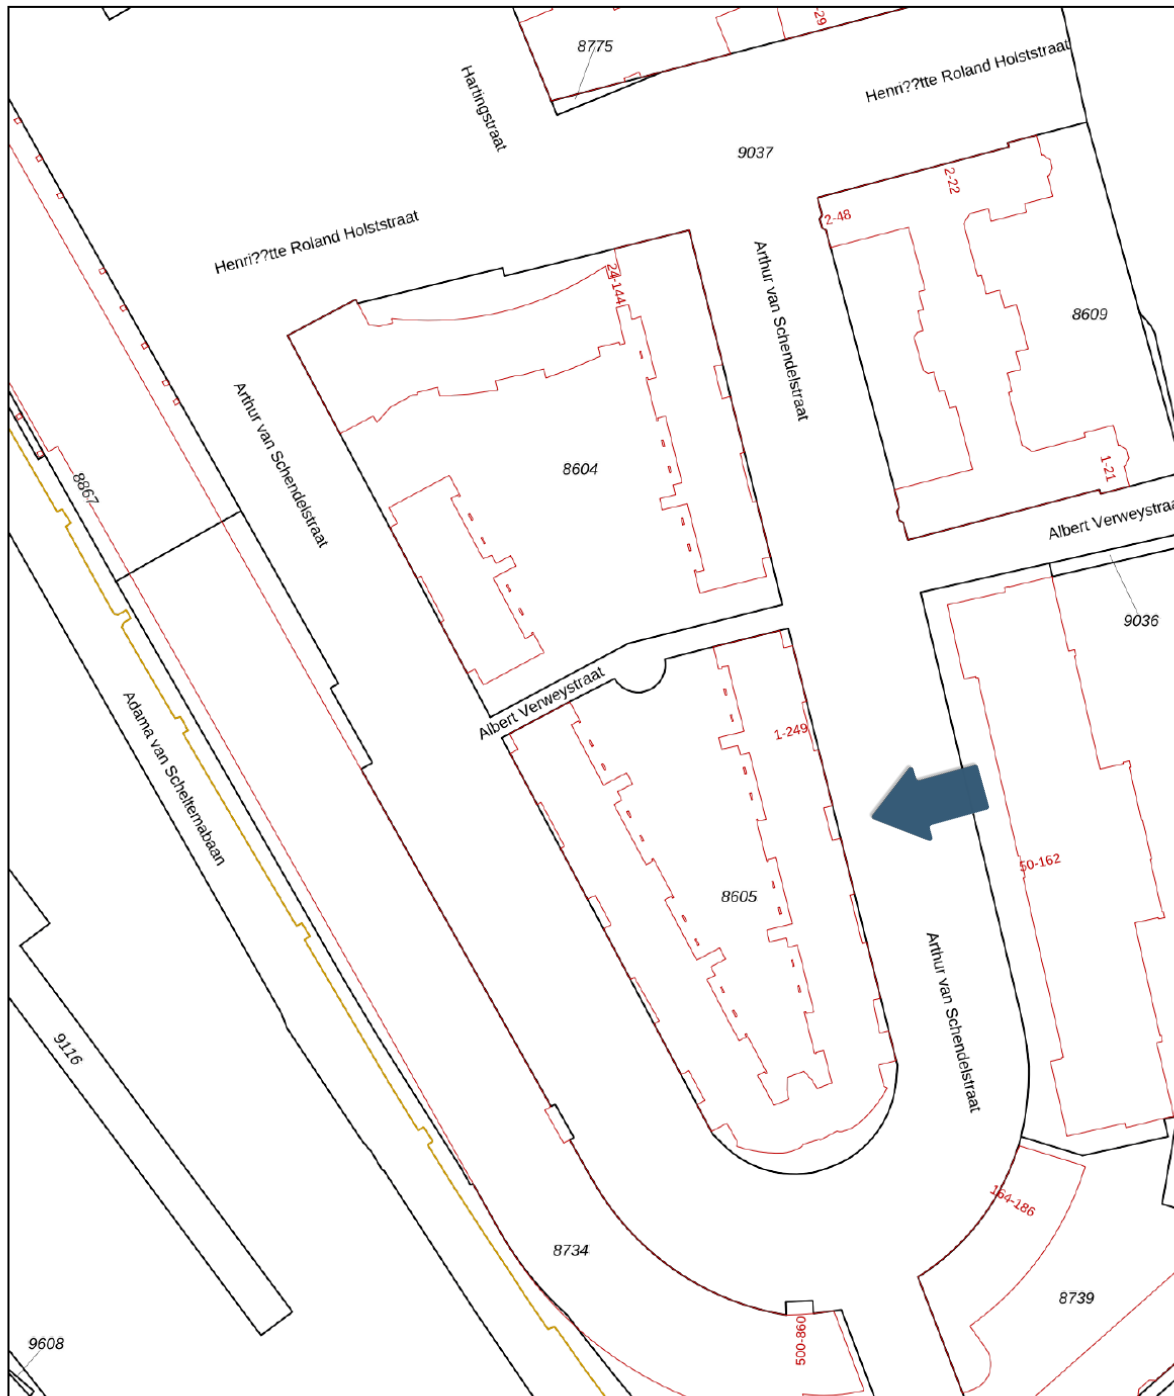 -29
8775
Hartingstraat
Henri??tte Roland Holststraat
9037
2-22
2-48
Henri??tte Roland Holststraat
24-144
Arthur van Schendelstraat
8609
Arthur van Schendelstraat
8604
1-21
8867
Albert Verweystraa
9036
Albert Verweystraat
Adama van Scheltemabaan
1-249
50-162
8605
Arthur van Schendelstraat
9116
164-186
8734
8739
500-860
9608